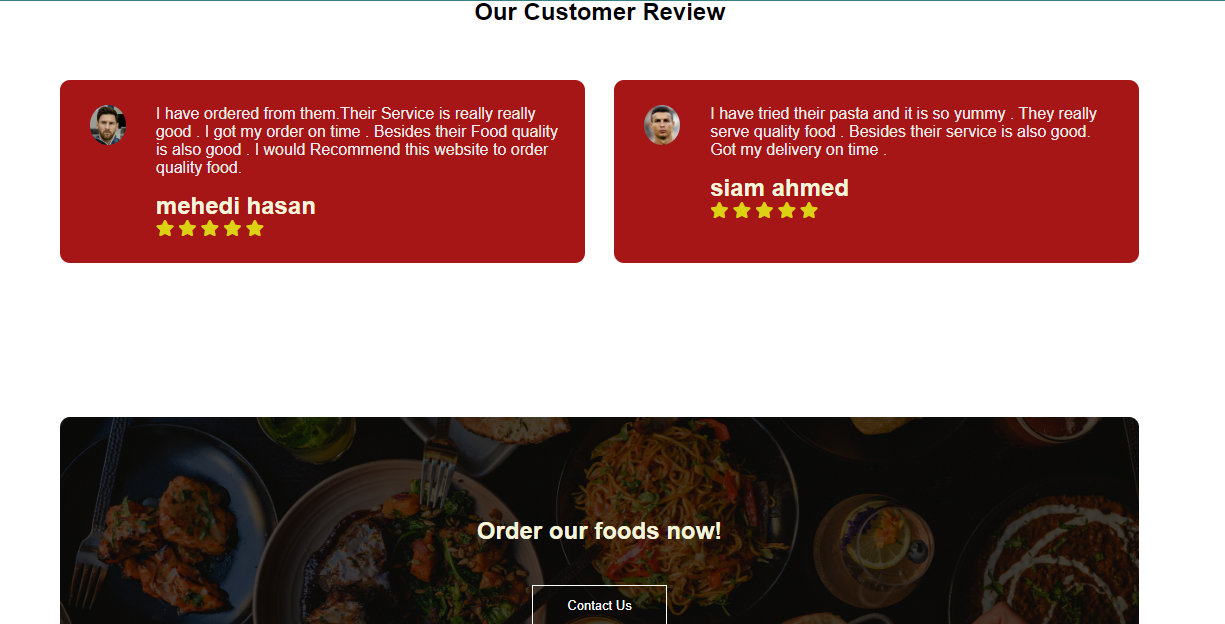 Our Customer Review
I have ordered from them.Their Service is really really
good . I got my order on time . Besides their Food quality
is also good . I would Recommend this website to order
quality food.
mehedi hasan
I have tried their pasta and it is so yummy . They really
serve quality food . Besides their service is also good.
Got my delivery on time .
siam ahmed
Order our foods now!
Contact Us